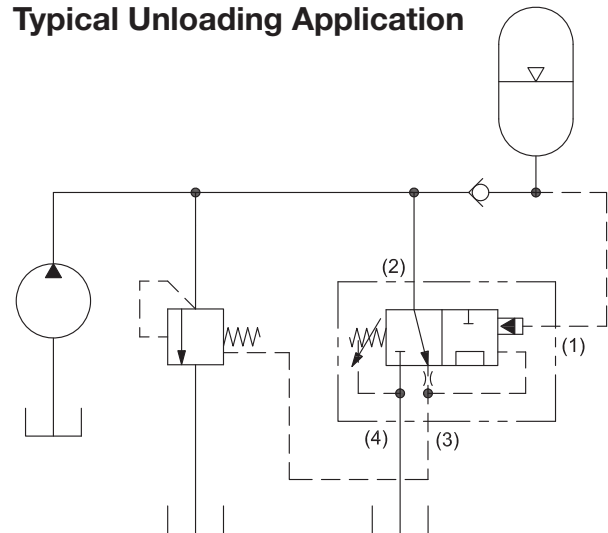 Typical Unloading Application
(2)
(1)
(4)
(3)